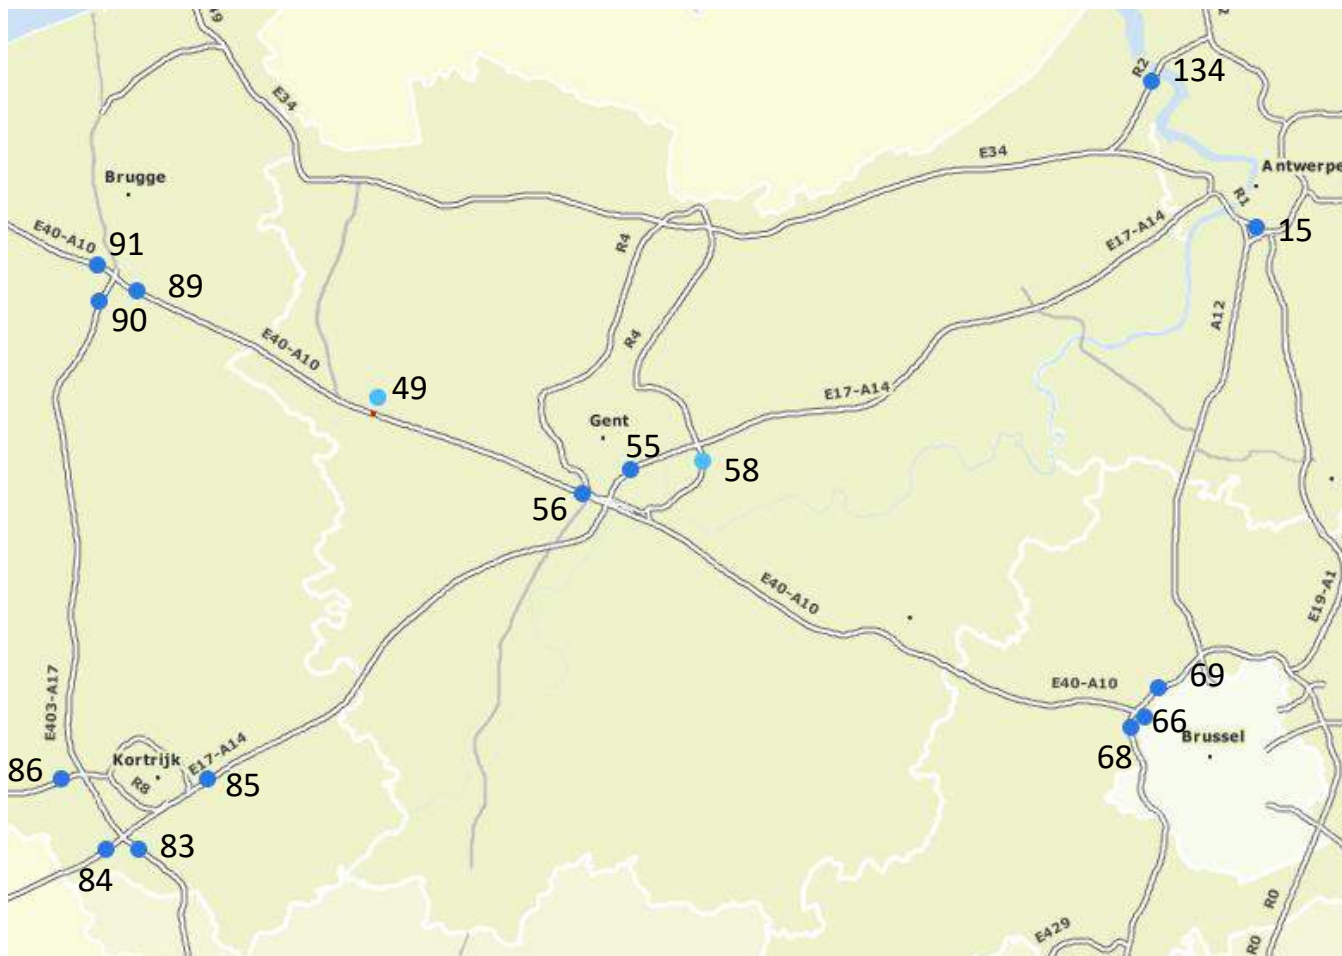 R2
134
E34
E34
Antwerpe
Brugge
R1
E40-A10
R4
E17-A14
15
91
89
90
A12
R4
E40-A10
49
E17-A14
Gent
55
58
56
E40-A10
E19-A1
E403-A17
E40-A10
69
66
Brussel
68
E17-A14
Kortrijk
86
R8
85
83
84
R0
E429
R0